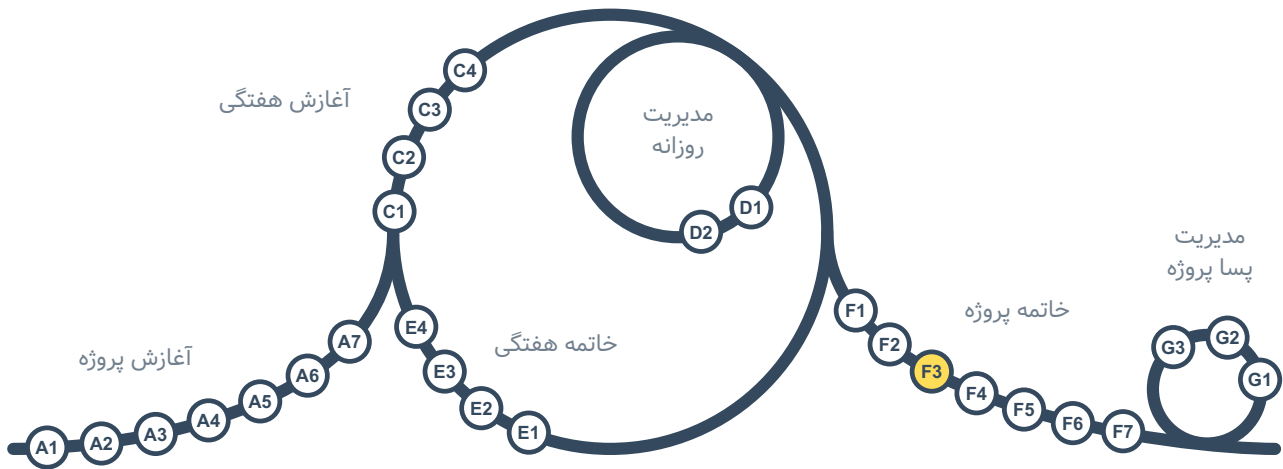 آغازش پروژه
A1
A2
A3
A4
A5
A6
A7
آغازش هفتگی
C1
C2
C3
C4
مدیریت
روزانه
D1
D2
خاتمه هفتگی
E1
E2
E3
E4
خاتمه پروژه
F1
F2
F3
F4
F5
F6
F7
مدیریت
پسا پروژه
G1
G2
G3